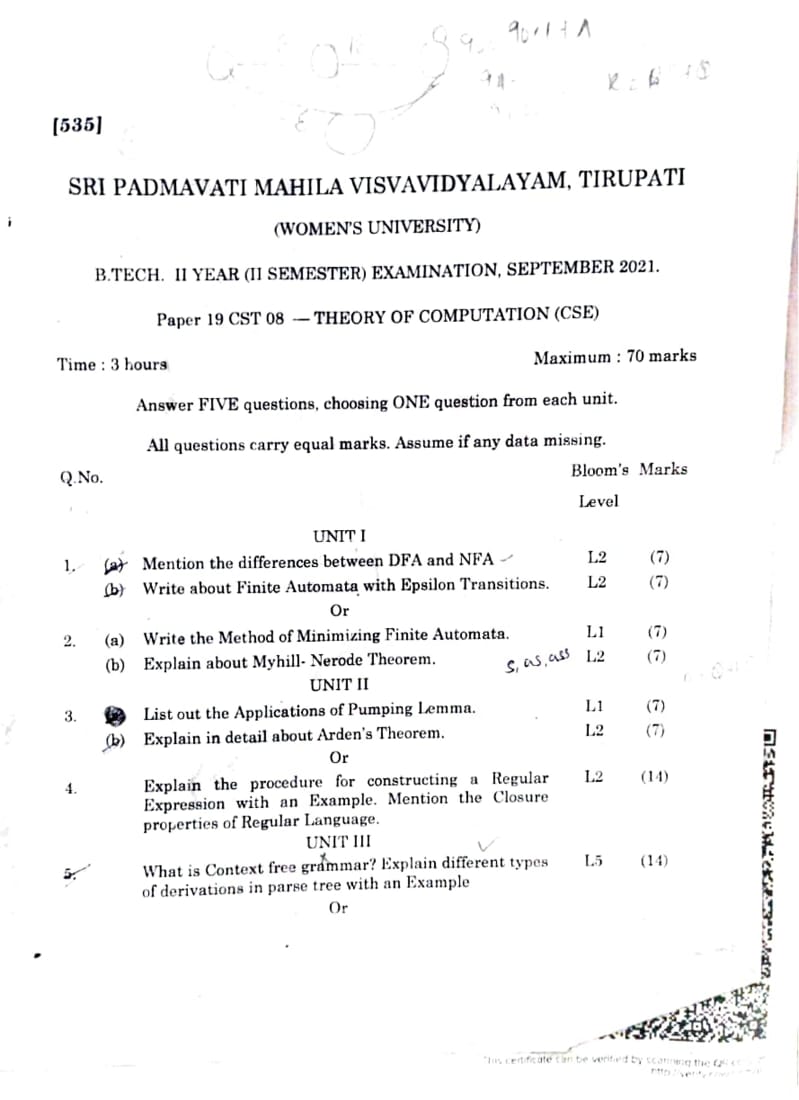 90.1 1 A
[535]
SRI PADMAVATI MAHILA VISVAVIDYALAYAM, TIRUPATI
(WOMEN'S UNIVERSITY)
B.TECH. II YEAR (II SEMESTER) EXAMINATION, SEPTEMBER 2021.
Paper 19 CST 08 — THEORY OF COMPUTATION (CSE)
Time : 3 hours Maximum : 70 marks
Answer FIVE questions, choosing ONE question from each unit.
All questions carry equal marks. Assume if any data missing.
Q.No. Bloom's Marks
Level
UNIT I
1. (a) Mention the differences between DFA and NFA L2 (7)
(b) Write about Finite Automata with Epsilon Transitions. L2 (7)
Or
2. (a) Write the Method of Minimizing Finite Automata. L1 (7)
(b) Explain about Myhill- Nerode Theorem. L2 (7)
UNIT II
3. List out the Applications of Pumping Lemma. L1 (7)
(b) Explain in detail about Arden's Theorem. L2 (7)
Or
4. Explain the procedure for constructing a Regular L2 (14)
Expression with an Example. Mention the Closure
properties of Regular Language.
UNIT III
5. What is Context free grammar? Explain different types L5 (14)
of derivations in parse tree with an Example
Or
This certificate can be verified by scanning the